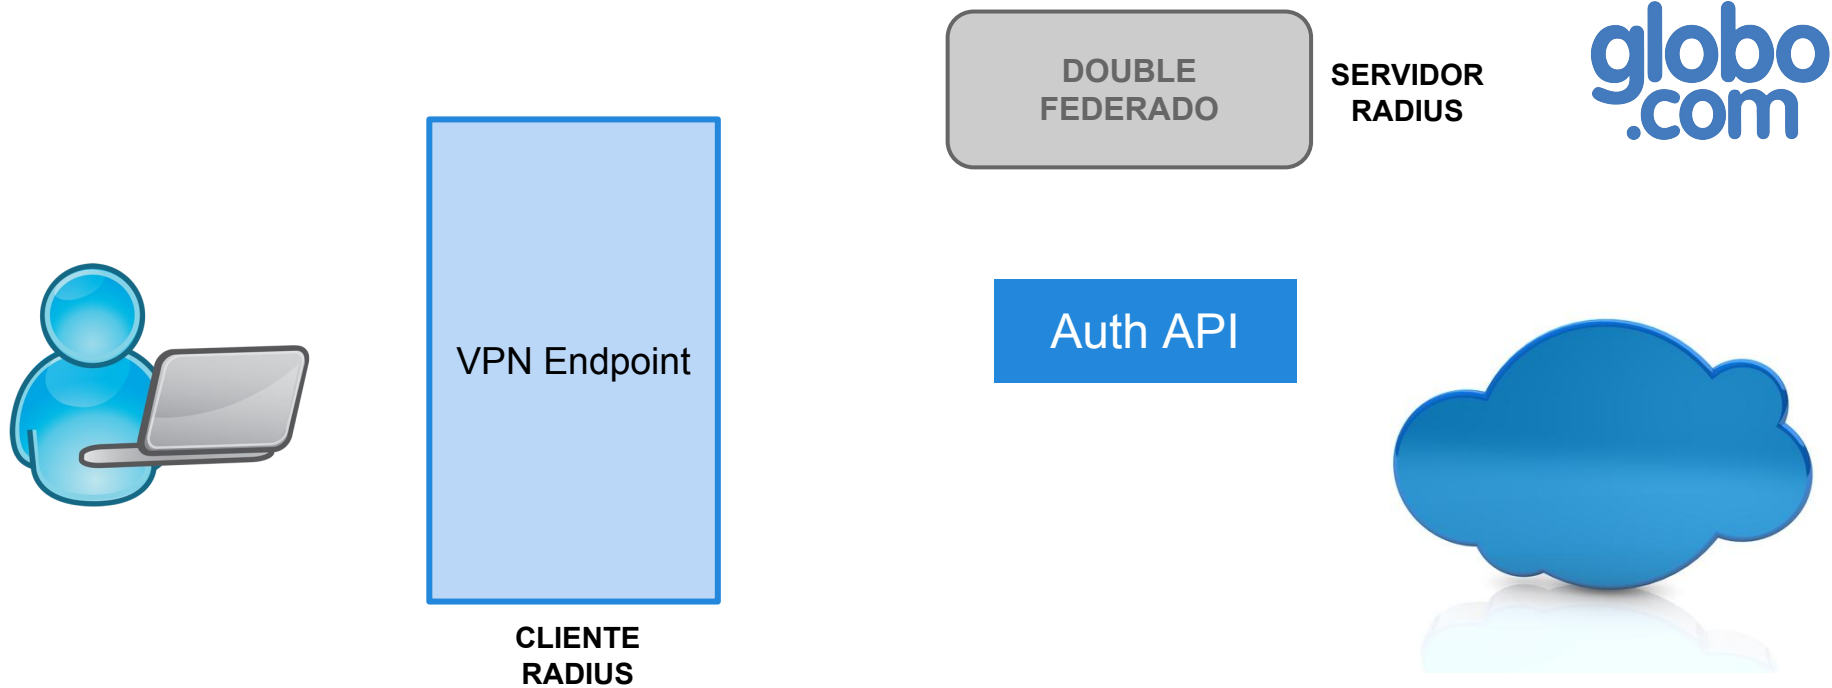 DOUBLE
FEDERADO
SERVIDOR
RADIUS
globo
.com
VPN Endpoint
Auth API
CLIENTE
RADIUS